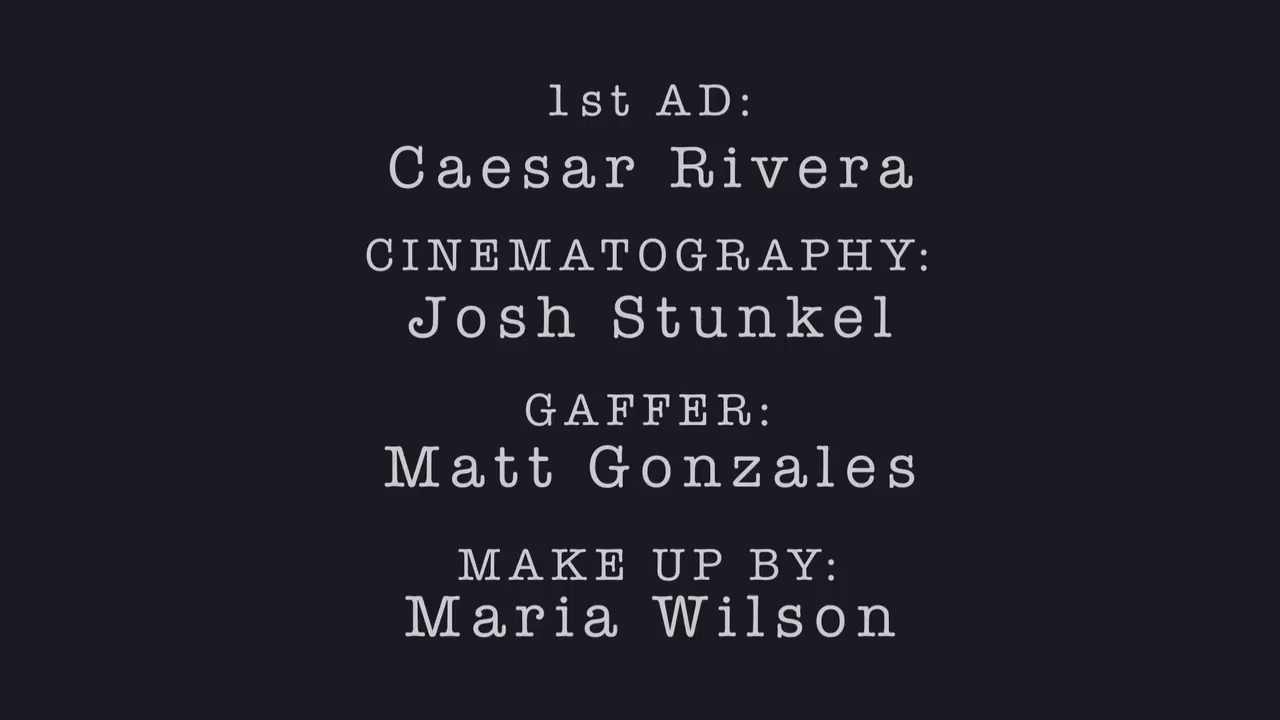 1st AD:
Caesar Rivera
CINEMATOGRAPHY:
Josh Stunkel
GAFFER:
Matt Gonzales
MAKE UP BY:
Maria Wilson